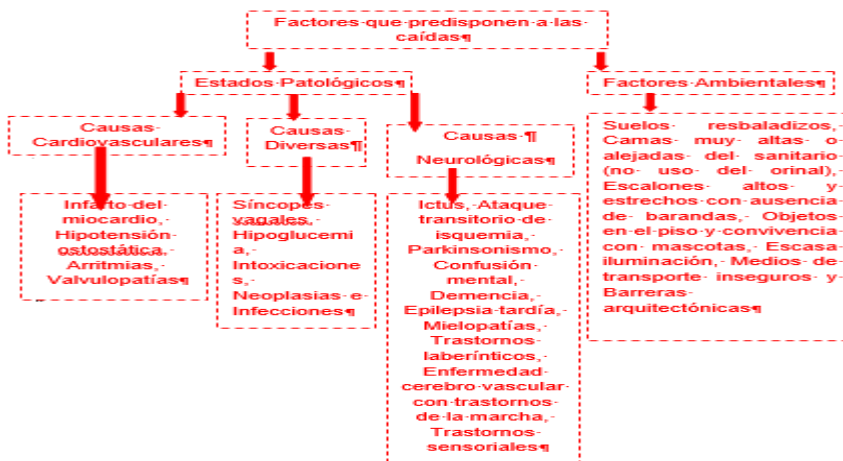 Factores que predisponen a las
caídas¶
Estados Patológicos¶
Factores Ambientales¶
Causas
Cardiovasculares¶
Causas
Diversas¶
Causas ¶
Neurológicas¶
Infarto del
miocardio,
Hipotensión
ostostática,
Arritmias,
Valvulopatías¶
Síncopes
vagales,
Hipoglucemi
a,
Intoxicacione
s,
Neoplasias e
Infecciones¶
Ictus, Ataque
transitorio de
isquemia,
Parkinsonismo,
Confusión
mental,
Demencia,
Epilepsia tardía,
Mielopatías,
Trastornos
laberínticos,
Enfermedad
cerebro vascular
con trastornos
de la marcha,
Trastornos
sensoriales¶
Suelos resbaladizos,
Camas muy altas o
alejadas del sanitario
(no uso del orinal),
Escalones altos y
estrechos con ausencia
de barandas, Objetos
en el piso y convivencia
con mascotas, Escasa
iluminación, Medios de
transporte inseguros y
Barreras
arquitectónicas¶